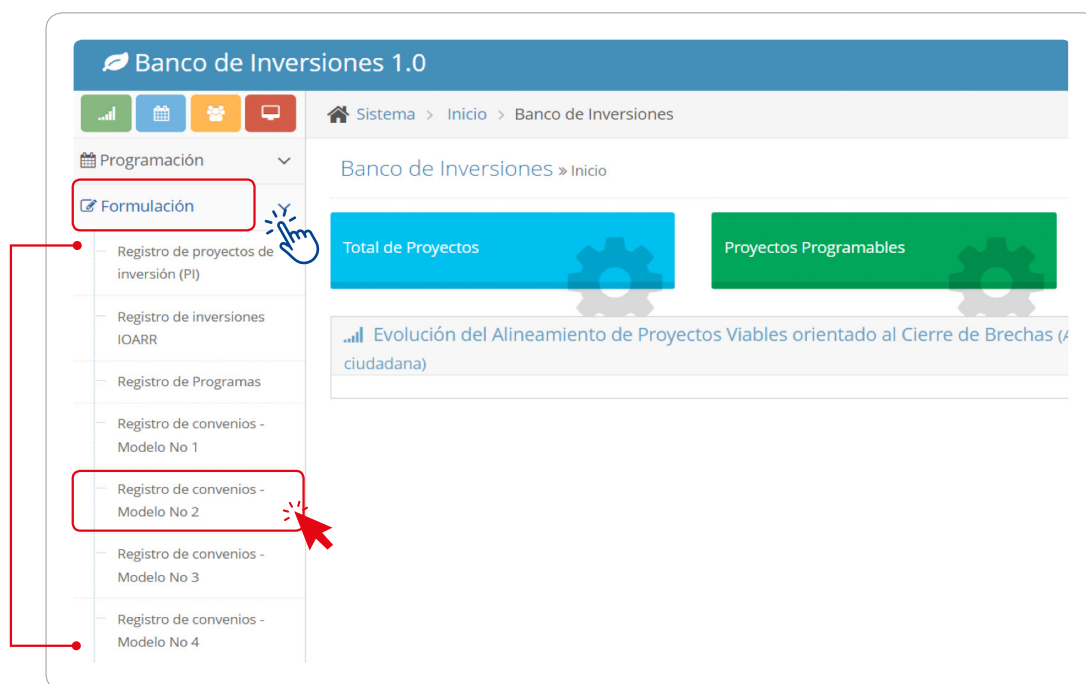 Banco de Inversiones 1.0
Sistema > Inicio > Banco de Inversiones
Programación
Banco de Inversiones » Inicio
Formulación
Registro de proyectos de
inversión (PI)
Total de Proyectos
Proyectos Programables
Registro de inversiones
IOARR
Evolución del Alineamiento de Proyectos Viables orientado al Cierre de Brechas
ciudadana)
Registro de Programas
Registro de convenios -
Modelo No 1
Registro de convenios -
Modelo No 2
Registro de convenios -
Modelo No 3
Registro de convenios -
Modelo No 4